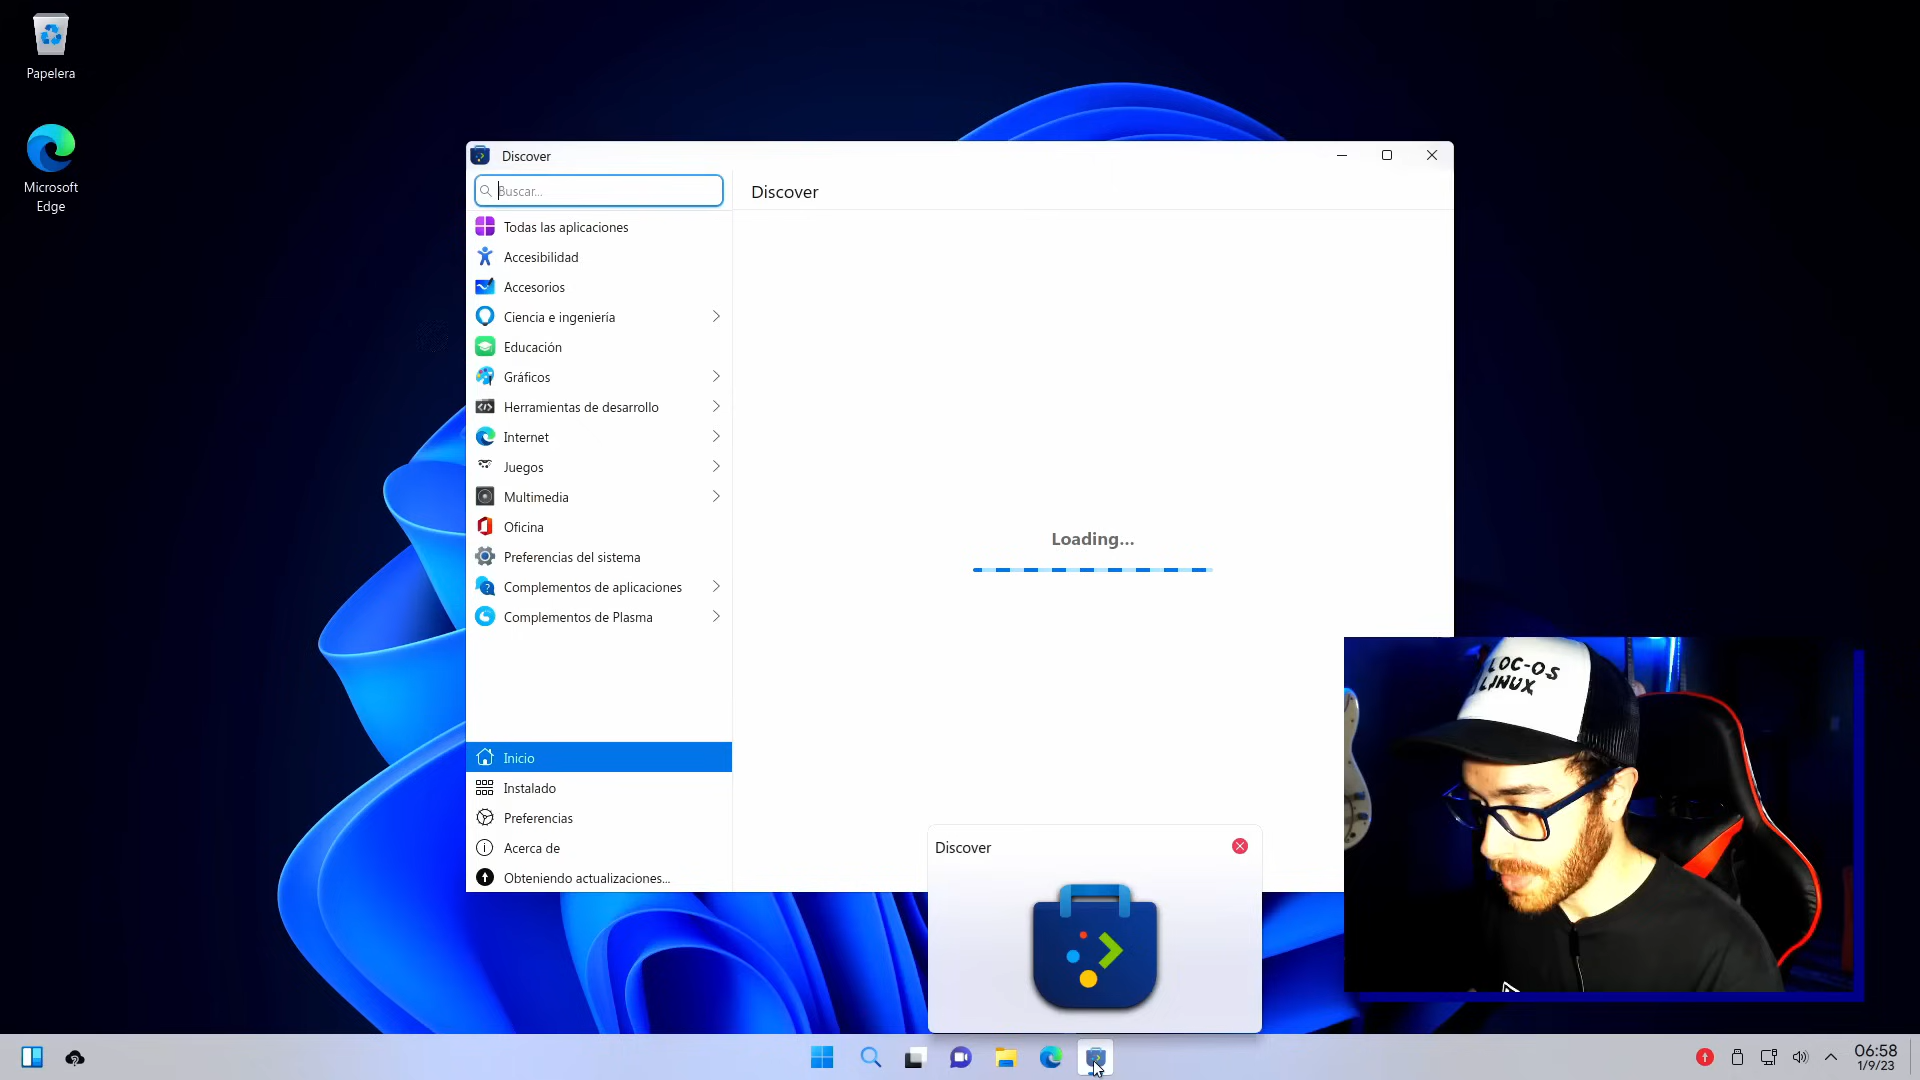 Papelera
Microsoft
Edge
Discover
Buscar...
Discover
Todas las aplicaciones
Accesibilidad
Accesorios
Ciencia e ingeniería
Educación
Gráficos
Herramientas de desarrollo
Internet
Juegos
Multimedia
Oficina
Preferencias del sistema
Complementos de aplicaciones
Complementos de Plasma
Loading...
Inicio
Instalado
Preferencias
Acerca de
Obteniendo actualizaciones...
Discover
LOC-OS
LINUX
06:58
1/9/23